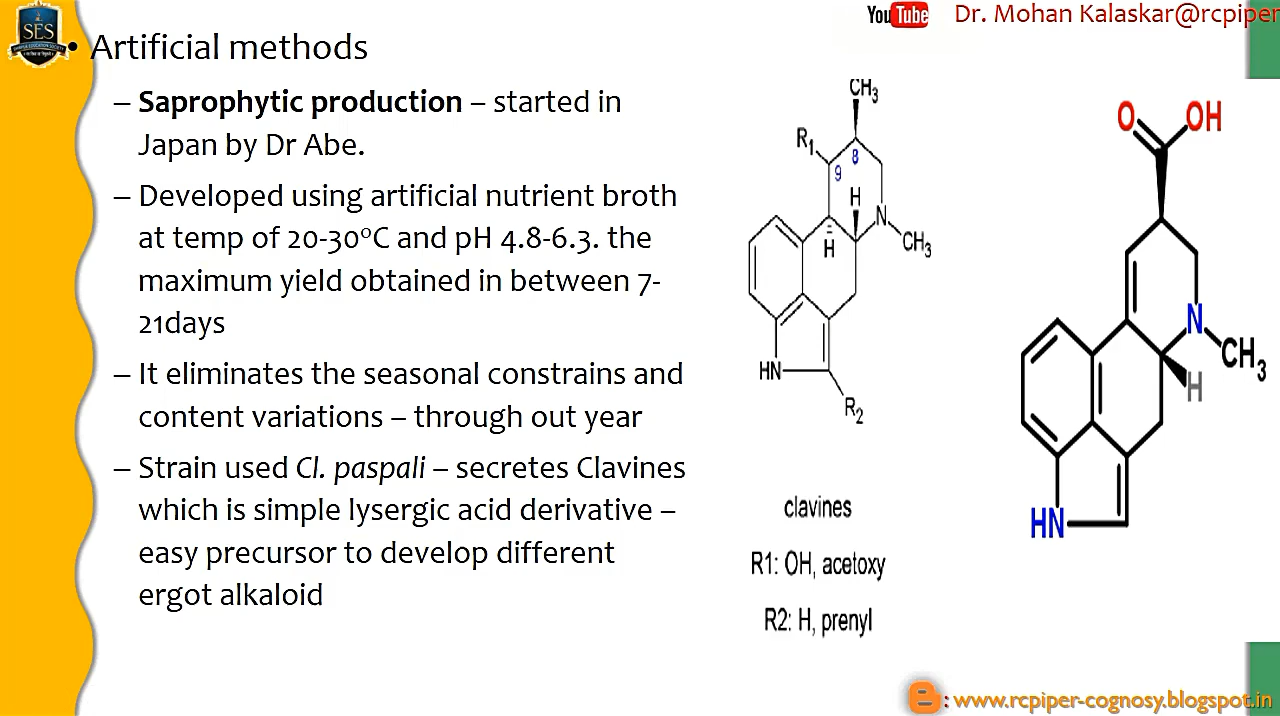 SES
You Tube Dr. Mohan Kalaskar@rcpiper
• Artificial methods
– Saprophytic production – started in
Japan by Dr Abe.
– Developed using artificial nutrient broth
at temp of 20-30°C and pH 4.8-6.3. the
maximum yield obtained in between 7-
21days
– It eliminates the seasonal constrains and
content variations – through out year
– Strain used Cl. paspali – secretes Clavines
which is simple lysergic acid derivative –
easy precursor to develop different
ergot alkaloid
CH3
R1
8
9
H
N
H
CH3
HN
R2
clavines
R1: OH, acetoxy
R2: H, prenyl
O
OH
N
CH3
H
HN
: www.rcpiper-cognosy.blogspot.in